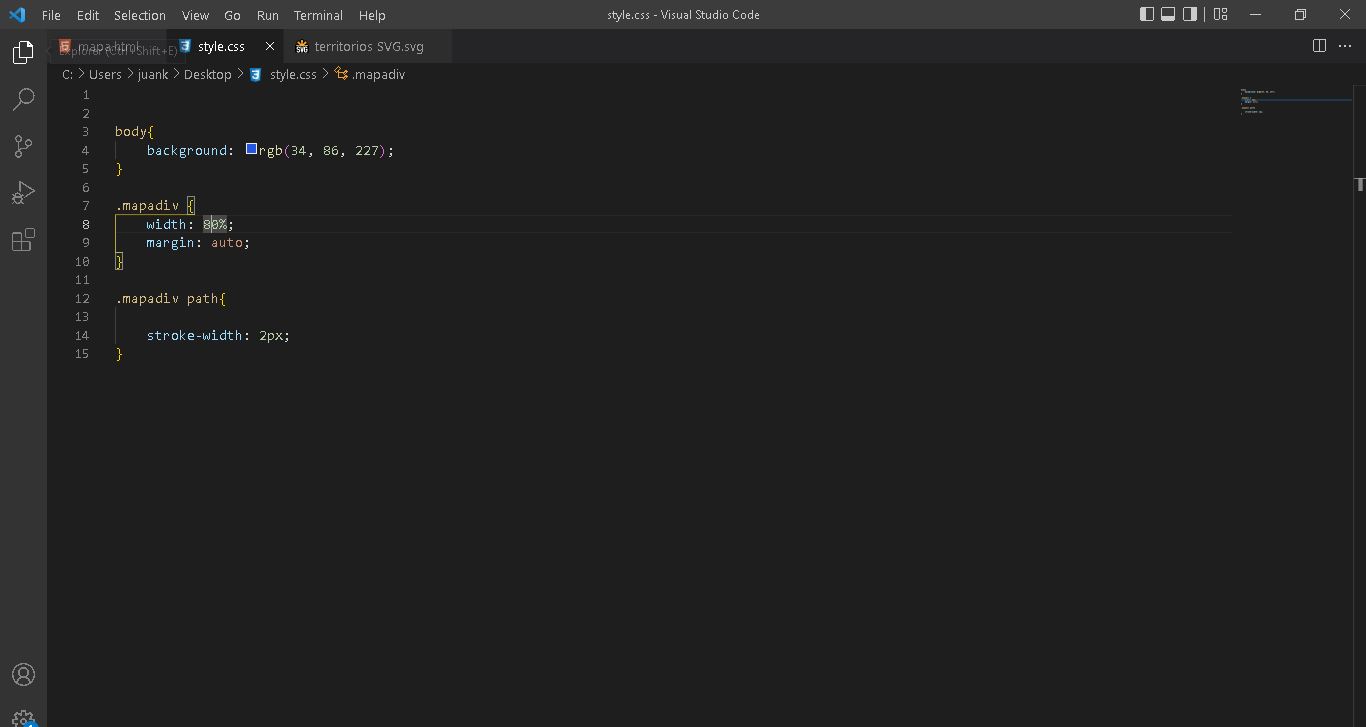 File Edit Selection View Go Run Terminal Help style.css - Visual Studio Code
mapa.html style.css territorios SVG.svg
Explorer (Ctrl+Shift+E)
C: > Users > juank > Desktop > style.css > .mapadiv
1
2
3 body{
4 background: rgb(34, 86, 227);
5 }
6
7 .mapadiv {
8 width: 80%;
9 margin: auto;
10 }
11
12 .mapadiv path{
13
14 stroke-width: 2px;
15 }